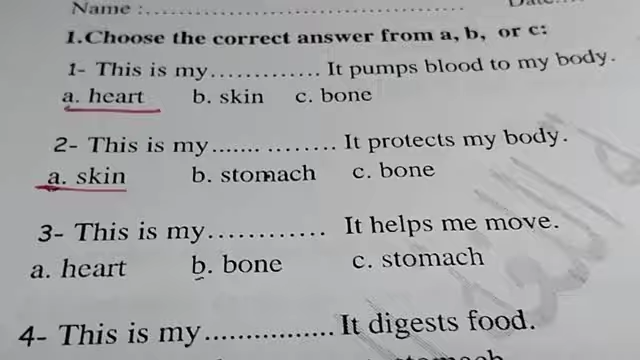 Name :..........................................
1.Choose the correct answer from a, b, or c:
1- This is my............. It pumps blood to my body.
a. heart b. skin c. bone
2- This is my....... ........ It protects my body.
a. skin b. stomach c. bone
3- This is my............ It helps me move.
a. heart b. bone c. stomach
4- This is my................ It digests food.